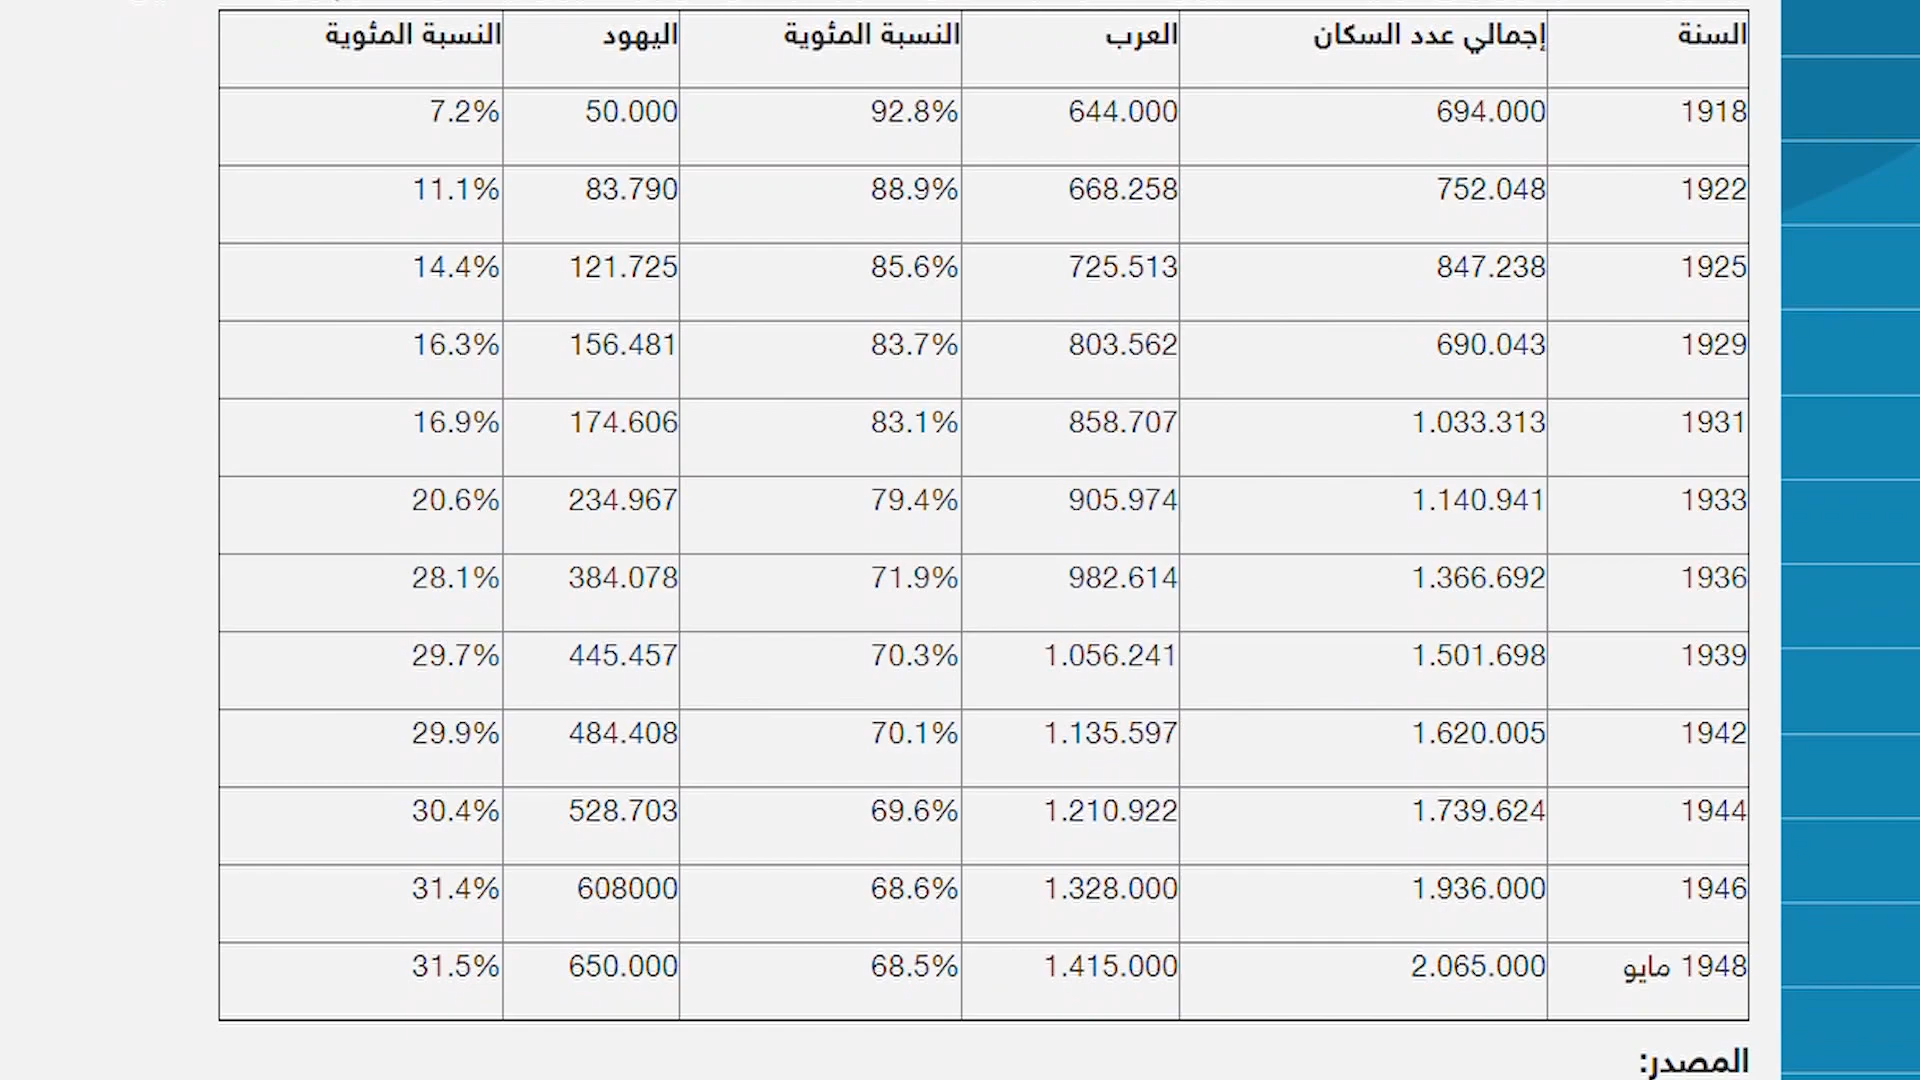 السنة إجمالي عدد السكان العرب النسبة المئوية اليهود النسبة المئوية
1918 694.000 644.000 92.8% 50.000 7.2%
1922 752.048 668.258 88.9% 83.790 11.1%
1925 847.238 725.513 85.6% 121.725 14.4%
1929 690.043 803.562 83.7% 156.481 16.3%
1931 1.033.313 858.707 83.1% 174.606 16.9%
1933 1.140.941 905.974 79.4% 234.967 20.6%
1936 1.366.692 982.614 71.9% 384.078 28.1%
1939 1.501.698 1.056.241 70.3% 445.457 29.7%
1942 1.620.005 1.135.597 70.1% 484.408 29.9%
1944 1.739.624 1.210.922 69.6% 528.703 30.4%
1946 1.936.000 1.328.000 68.6% 608000 31.4%
1948 مايو 2.065.000 1.415.000 68.5% 650.000 31.5%
المصدر: